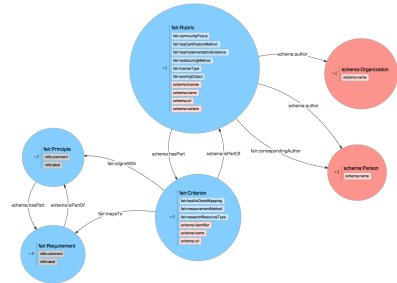 fair:Rubric
fair:communityFocus
fair:hasCertificationMethod
fair:hasImplementationEvidence
fair:hasScoringMethod
fair:licenseType
fair:scoringOutput
schema:license
schema:name
schema:url
schema:version
schema:author
schema:Organization
schema:name
schema:author
fair:correspondingAuthor
schema:Person
schema:name
schema:hasPart
schema:isPartOf
fair:alignsWith
fair:Principle
rdfs:comment
rdfs:label
schema:hasPart
schema:isPartOf
fair:mapsTo
fair:Criterion
fair:hasNoDirectMapping
fair:measurementMethod
fair:researchResourceType
schema:identifier
schema:name
schema:url
fair:Requirement
rdfs:comment
rdfs:label